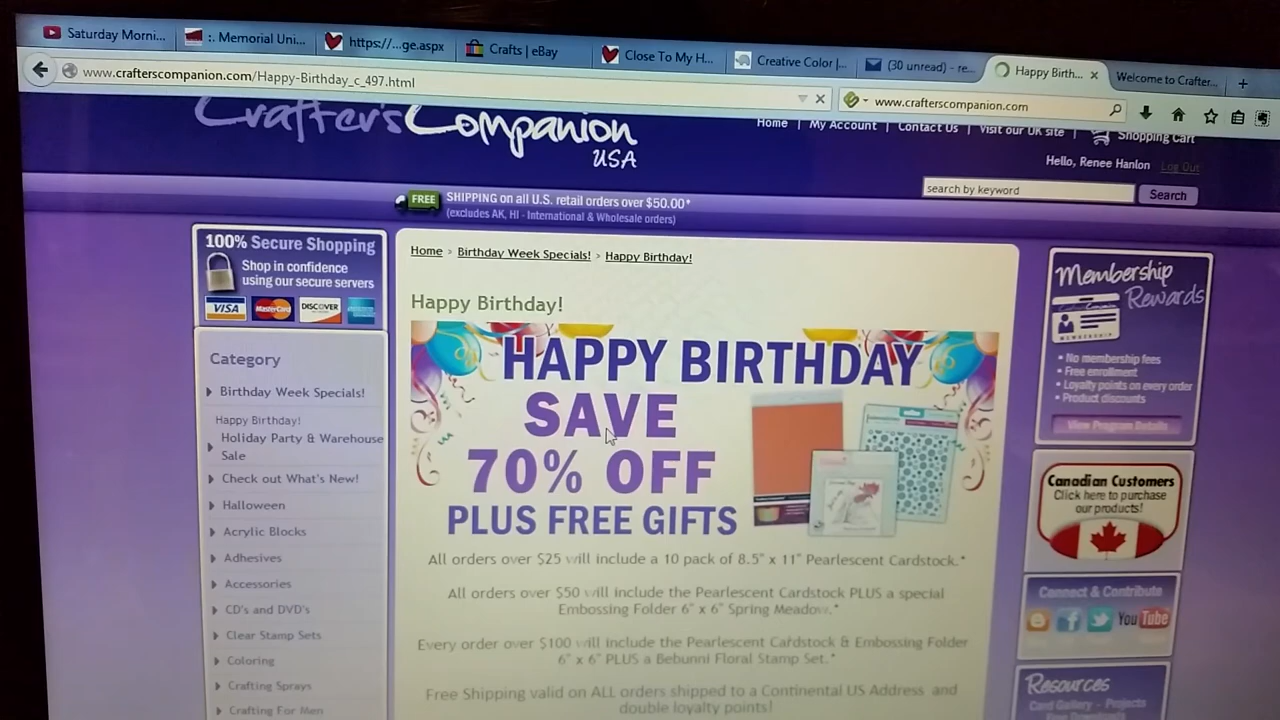 Saturday Morni...
:. Memorial Uni...
https://...ge.aspx
Crafts | eBay
Close To My H...
Creative Color |...
(30 unread) - re...
Happy Birth...
Welcome to Crafter...
www.crafterscompanion.com/Happy-Birthday_c_497.html
www.crafterscompanion.com
Crafter's Companion
USA
Home | My Account | Contact Us | Visit our UK site | Shopping Cart
Hello, Renee Hanlon Log Out
search by keyword Search
FREE SHIPPING on all U.S. retail orders over $50.00*
(excludes AK, HI - International & Wholesale orders)
100% Secure Shopping
Shop in confidence
using our secure servers
VISA MasterCard DISCOVER
Category
Birthday Week Specials!
Happy Birthday!
Holiday Party & Warehouse
Sale
Check out What's New!
Halloween
Acrylic Blocks
Adhesives
Accessories
CD's and DVD's
Clear Stamp Sets
Coloring
Crafting Sprays
Crafting For Men
Home > Birthday Week Specials! > Happy Birthday!
Happy Birthday!
HAPPY BIRTHDAY
SAVE
70% OFF
PLUS FREE GIFTS
All orders over $25 will include a 10 pack of 8.5" x 11" Pearlescent Cardstock.*
All orders over $50 will include the Pearlescent Cardstock PLUS a special
Embossing Folder 6" x 6" Spring Meadow.*
Every order over $100 will include the Pearlescent Cardstock & Embossing Folder
6" x 6" PLUS a Bebunni Floral Stamp Set.*
Free Shipping valid on ALL orders shipped to a Continental US Address and
double loyalty points!
Membership
Rewards
MEMBERSHIP
• No membership fees
• Free enrollment
• Loyalty points on every order
• Product discounts
View Program Details
Canadian Customers
Click here to purchase
our products!
Connect & Contribute
You Tube
Resources
Card Gallery - Projects